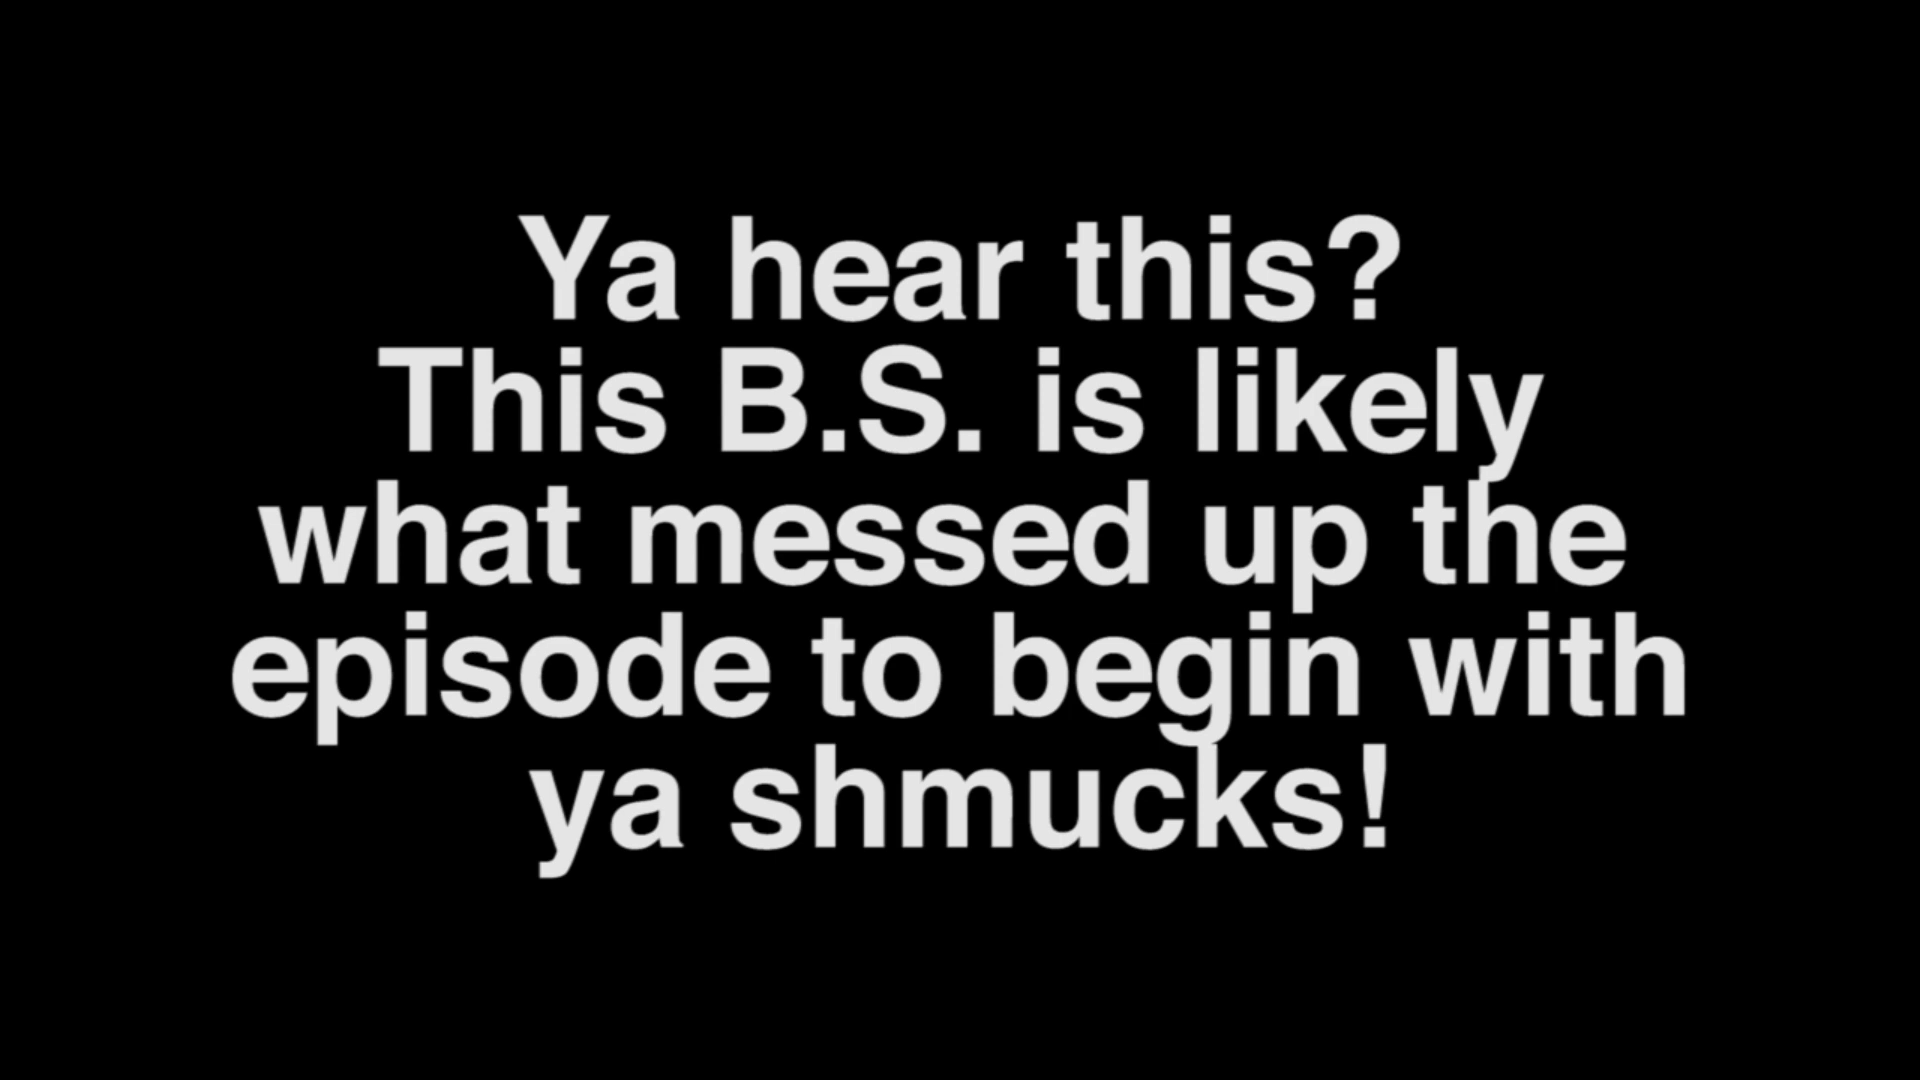 Ya hear this?
This B.S. is likely
what messed up the
episode to begin with
ya shmucks!